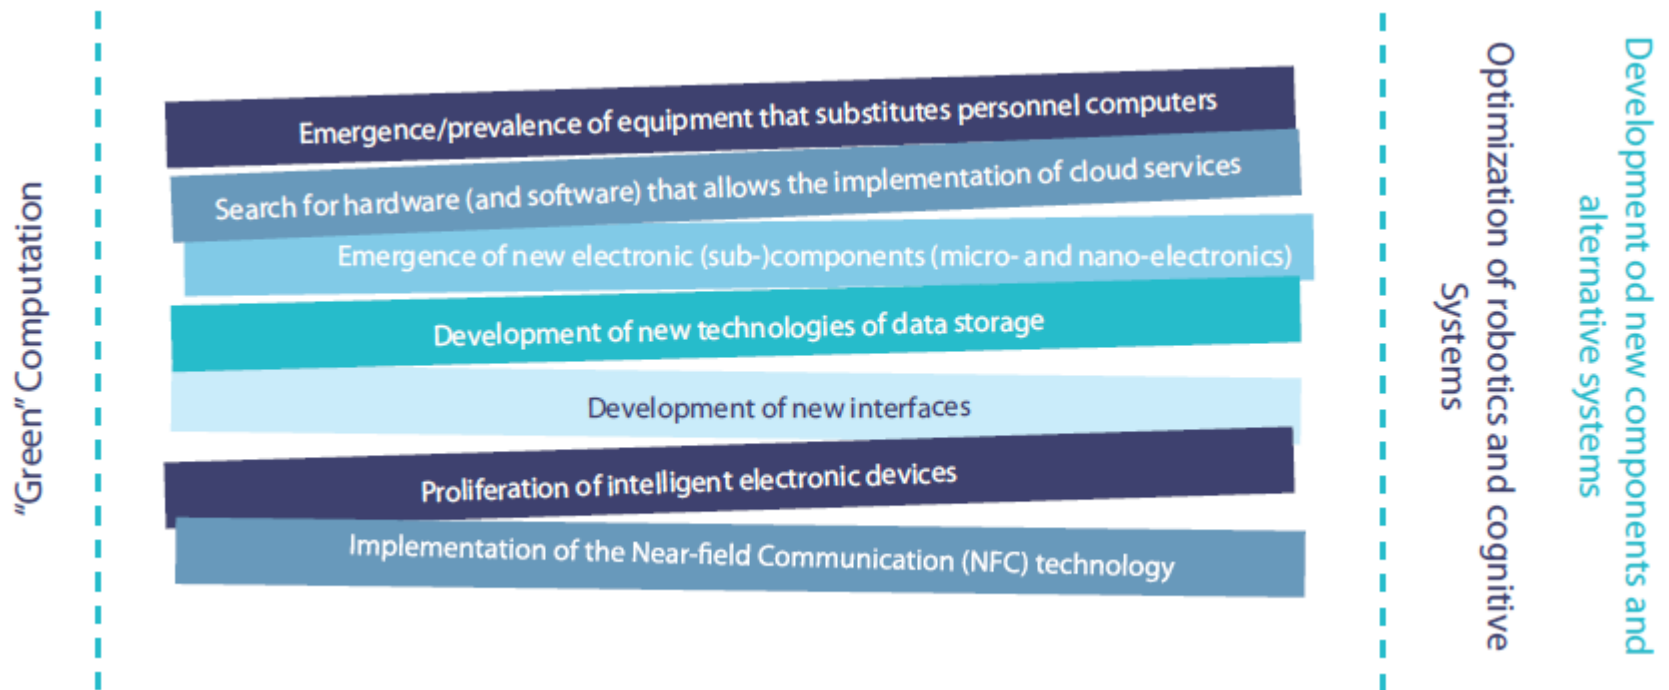 “Green” Computation
Emergence/prevalence of equipment that substitutes personnel computers
Search for hardware (and software) that allows the implementation of cloud services
Emergence of new electronic (sub-)components (micro- and nano-electronics)
Development of new technologies of data storage
Development of new interfaces
Proliferation of intelligent electronic devices
Implementation of the Near-field Communication (NFC) technology
Optimization of robotics and cognitive
Systems
Development od new components and
alternative systems